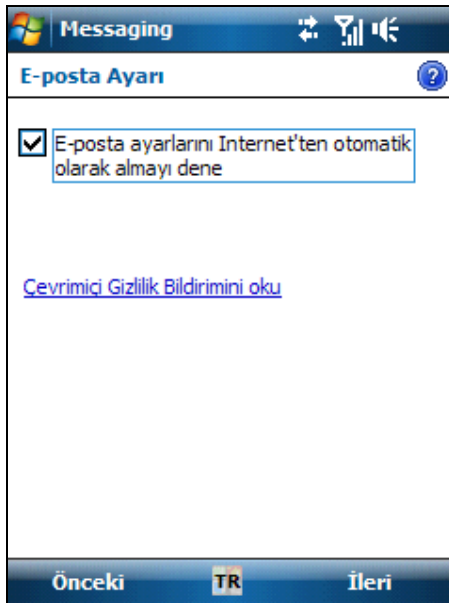 Messaging
E-posta Ayarı
?
E-posta ayarlarını Internet'ten otomatik
olarak almayı dene
Çevrimiçi Gizlilik Bildirimini oku
Önceki TR İleri